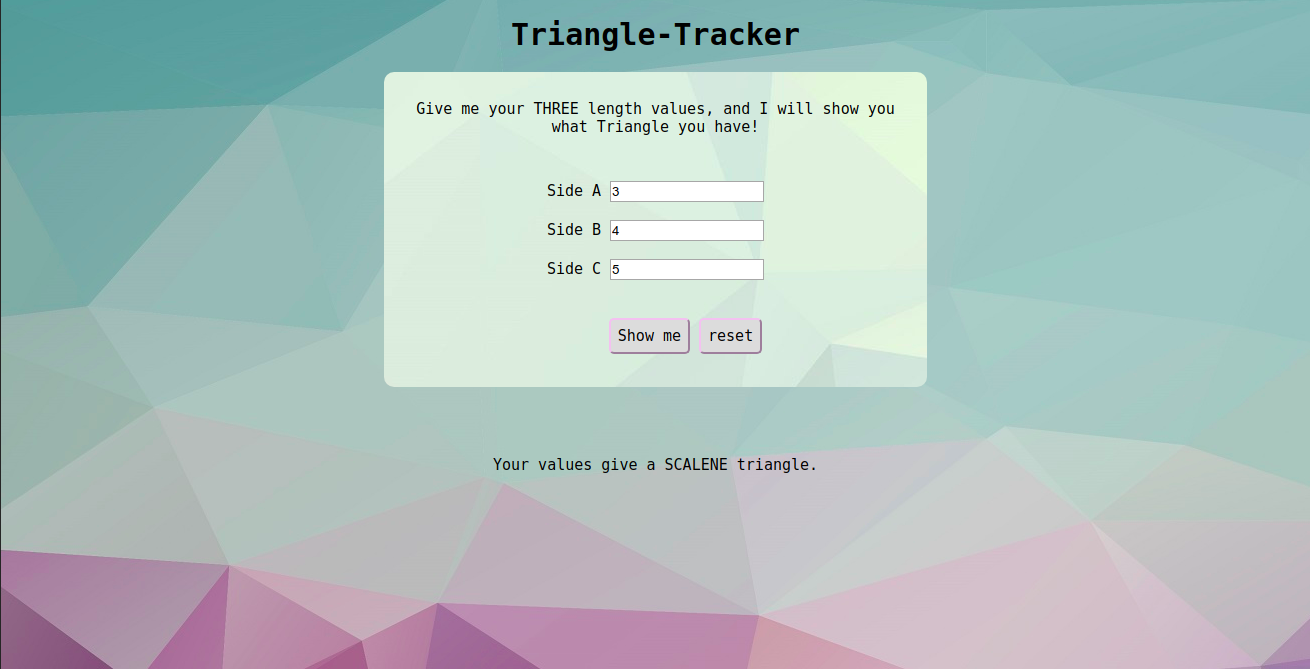 Triangle-Tracker
Give me your THREE length values, and I will show you
what Triangle you have!
Side A 3
Side B 4
Side C 5
Show me reset
Your values give a SCALENE triangle.